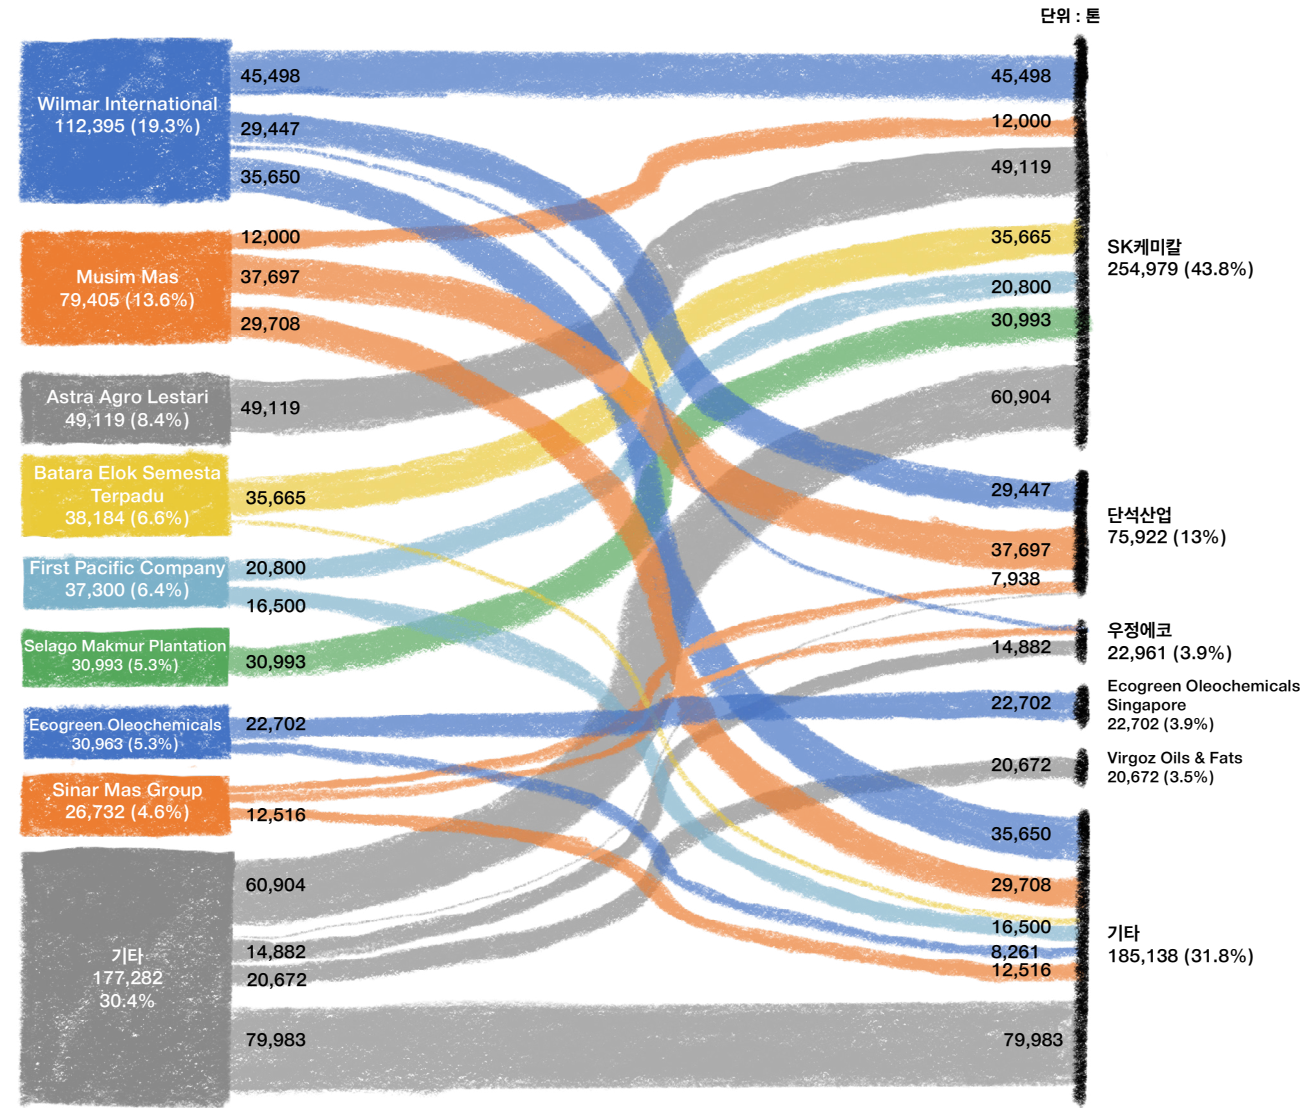 단위 : 톤
Wilmar International
112,395 (19.3%)
Musim Mas
79,405 (13.6%)
Astra Agro Lestari
49,119 (8.4%)
Batara Elok Semesta
Terpadu
38,184 (6.6%)
First Pacific Company
37,300 (6.4%)
Selago Makmur Plantation
30,993 (5.3%)
Ecogreen Oleochemicals
30,963 (5.3%)
Sinar Mas Group
26,732 (4.6%)
기타
177,282
30.4%
45,498
29,447
35,650
12,000
37,697
29,708
49,119
35,665
20,800
16,500
30,993
22,702
12,516
60,904
14,882
20,672
79,983
45,498
12,000
49,119
35,665
20,800
30,993
60,904
29,447
37,697
7,938
14,882
22,702
20,672
35,650
29,708
16,500
8,261
12,516
79,983
SK케미칼
254,979 (43.8%)
단석산업
75,922 (13%)
우정에코
22,961 (3.9%)
Ecogreen Oleochemicals
Singapore
22,702 (3.9%)
Virgoz Oils & Fats
20,672 (3.5%)
기타
185,138 (31.8%)